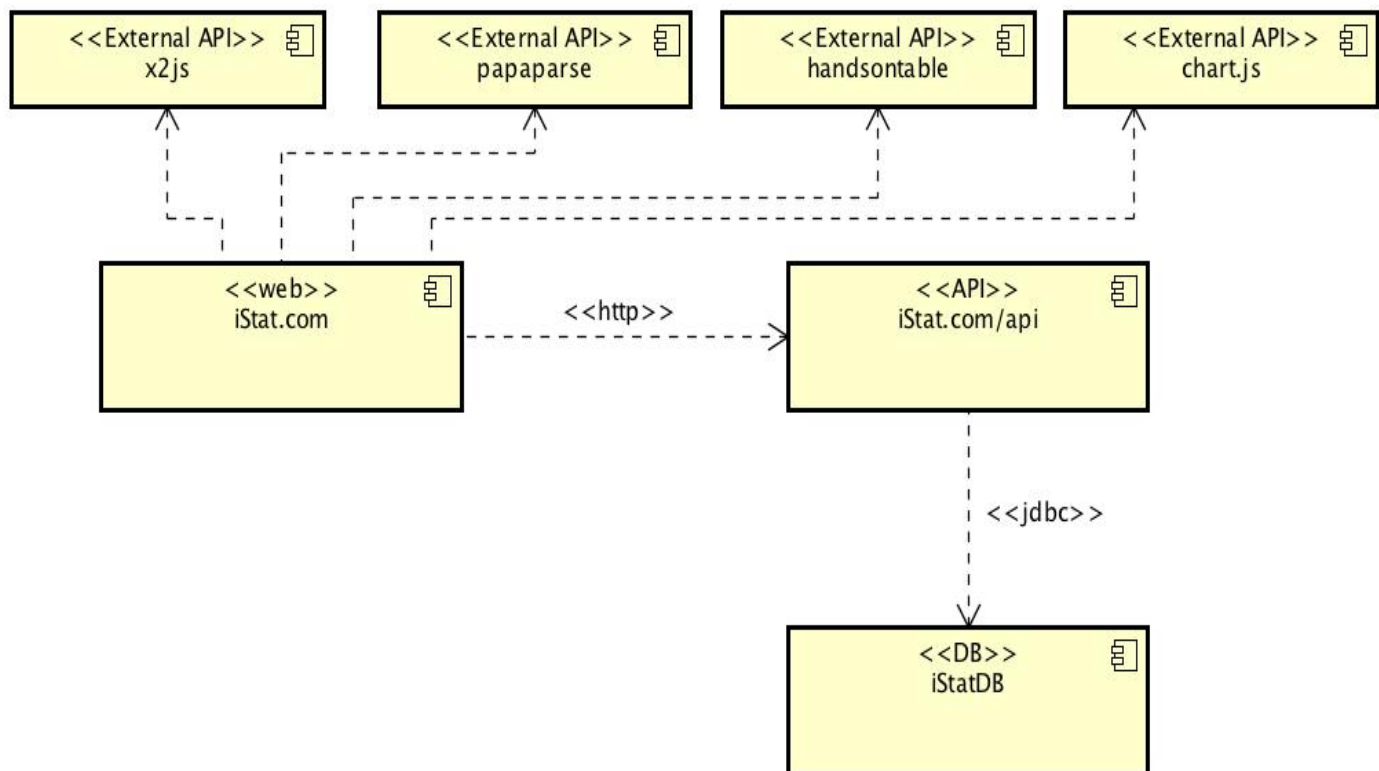 <<External API>>
x2js
<<External API>>
papaparse
<<External API>>
handsontable
<<External API>>
chart.js
<<web>>
iStat.com
<<http>>
<<API>>
iStat.com/api
<<jdbc>>
<<DB>>
iStatDB